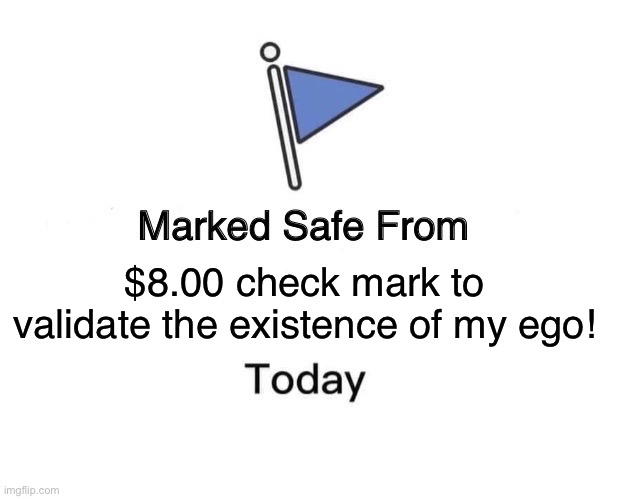 Marked Safe From
$8.00 check mark to
validate the existence of my ego!
Today
imgflip.com